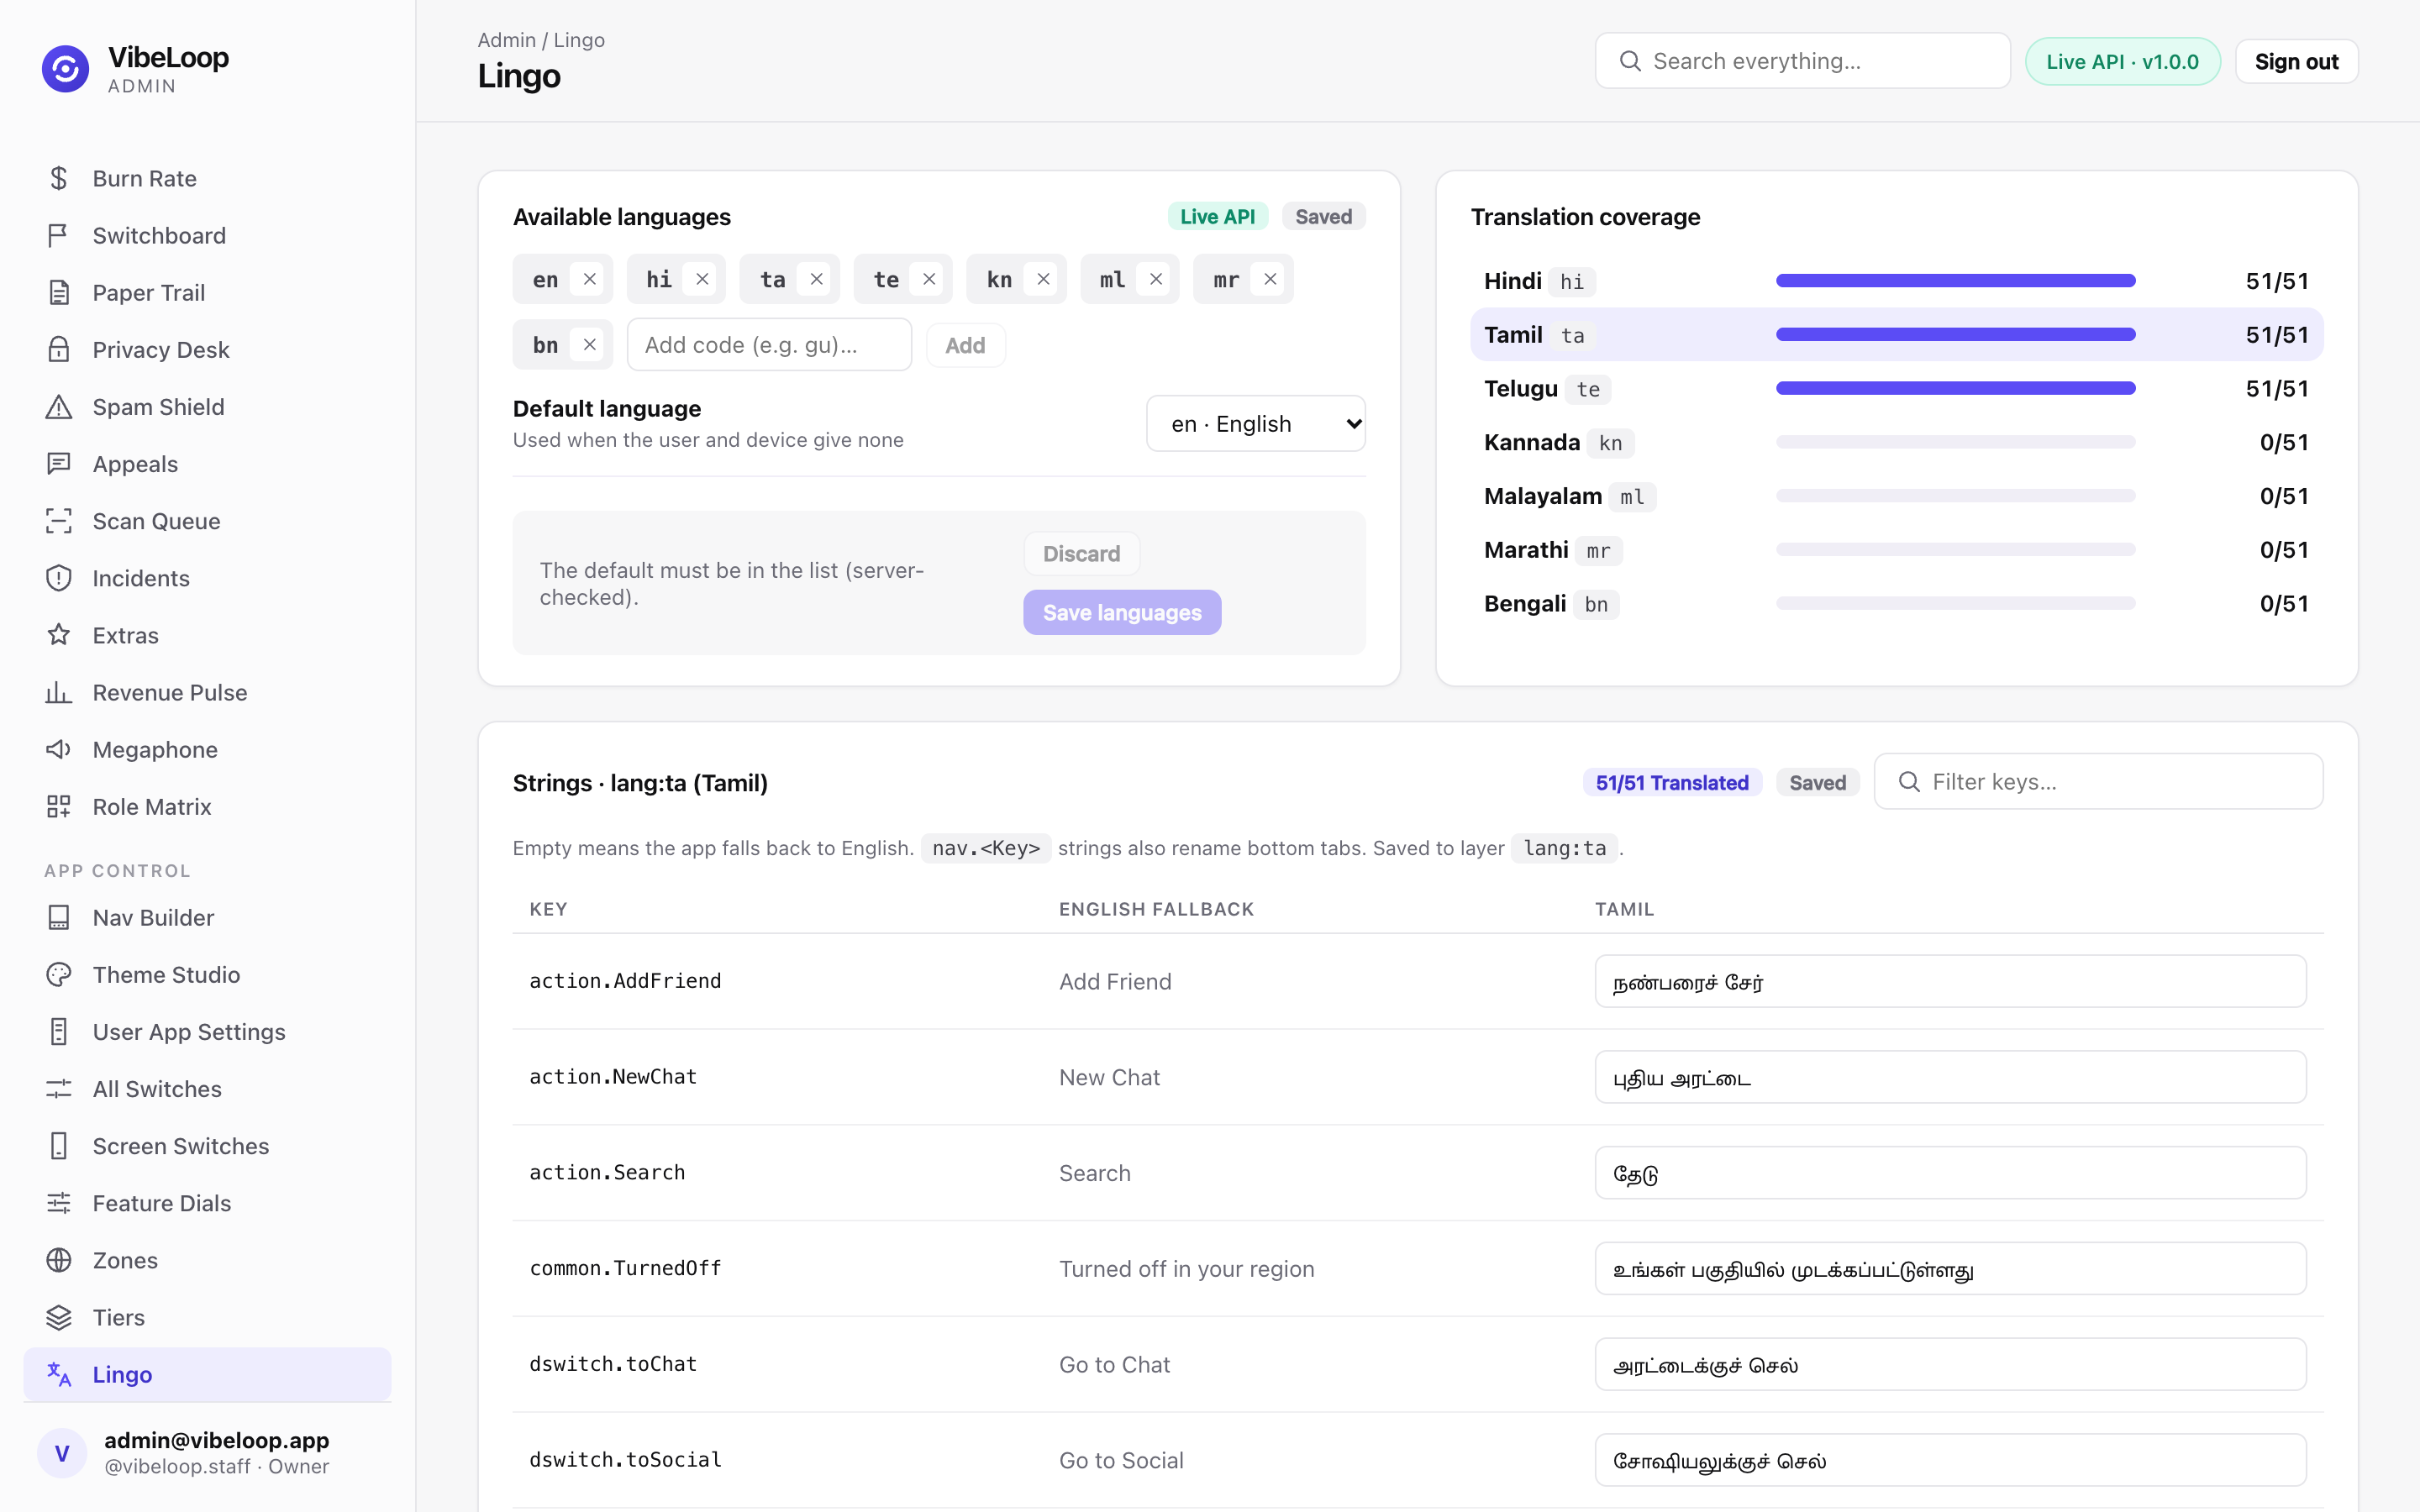 VibeLoop
ADMIN
Burn Rate
Switchboard
Paper Trail
Privacy Desk
Spam Shield
Appeals
Scan Queue
Incidents
Extras
Revenue Pulse
Megaphone
Role Matrix
APP CONTROL
Nav Builder
Theme Studio
User App Settings
All Switches
Screen Switches
Feature Dials
Zones
Tiers
Lingo
V
admin@vibeloop.app
@vibeloop.staff · Owner
Admin / Lingo
Lingo
Search everything...
Live API · v1.0.0
Sign out
Available languages
Live API
Saved
en × hi × ta × te × kn × ml × mr ×
bn × Add code (e.g. gu)... Add
Default language
Used when the user and device give none
en · English
The default must be in the list (server-
checked).
Discard
Save languages
Translation coverage
Hindi hi 51/51
Tamil ta 51/51
Telugu te 51/51
Kannada kn 0/51
Malayalam ml 0/51
Marathi mr 0/51
Bengali bn 0/51
Strings · lang:ta (Tamil)
51/51 Translated
Saved
Filter keys...
Empty means the app falls back to English. nav.<Key> strings also rename bottom tabs. Saved to layer lang:ta.
KEY ENGLISH FALLBACK TAMIL
action.AddFriend Add Friend நண்பரைச் சேர்
action.NewChat New Chat புதிய அரட்டை
action.Search Search தேடு
common.TurnedOff Turned off in your region உங்கள் பகுதியில் முடக்கப்பட்டுள்ளது
dswitch.toChat Go to Chat அரட்டைக்குச் செல்
dswitch.toSocial Go to Social சோஷியலுக்குச் செல்